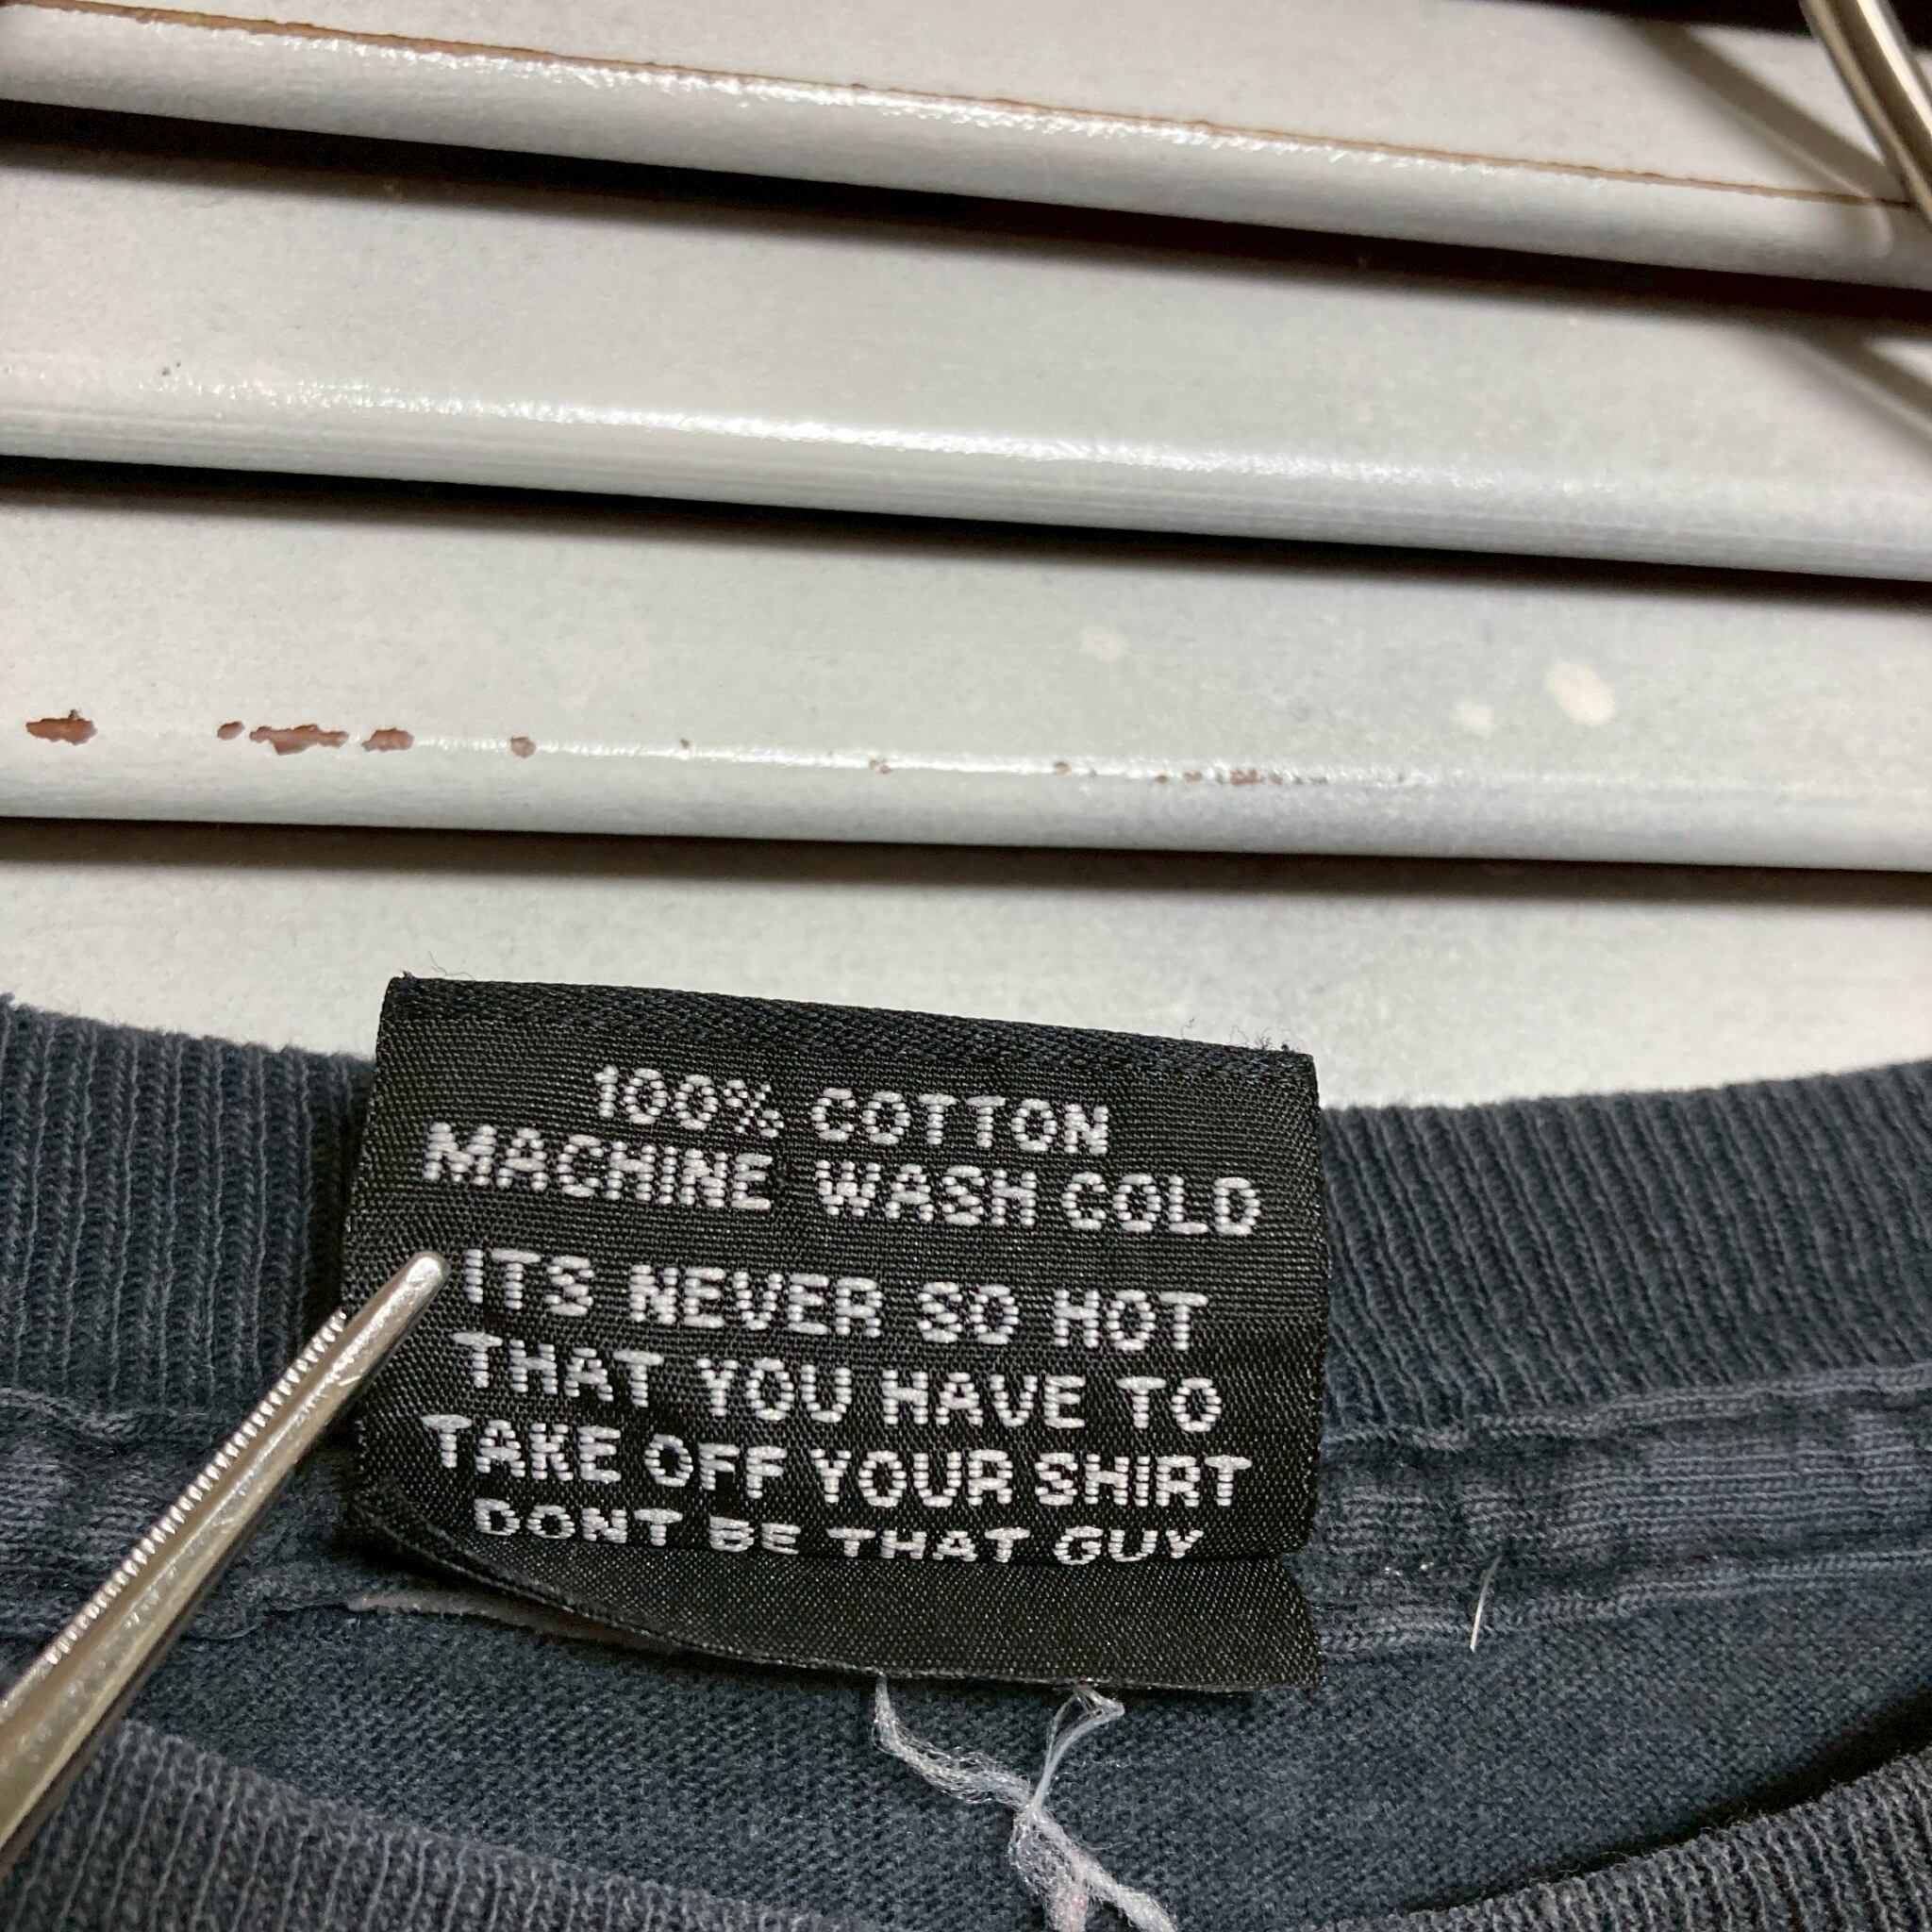 100% COTTON
MACHINE WASH COLD
ITS NEVER SO HOT
THAT YOU HAVE TO
TAKE OFF YOUR SHIRT
DONT BE THAT GUY